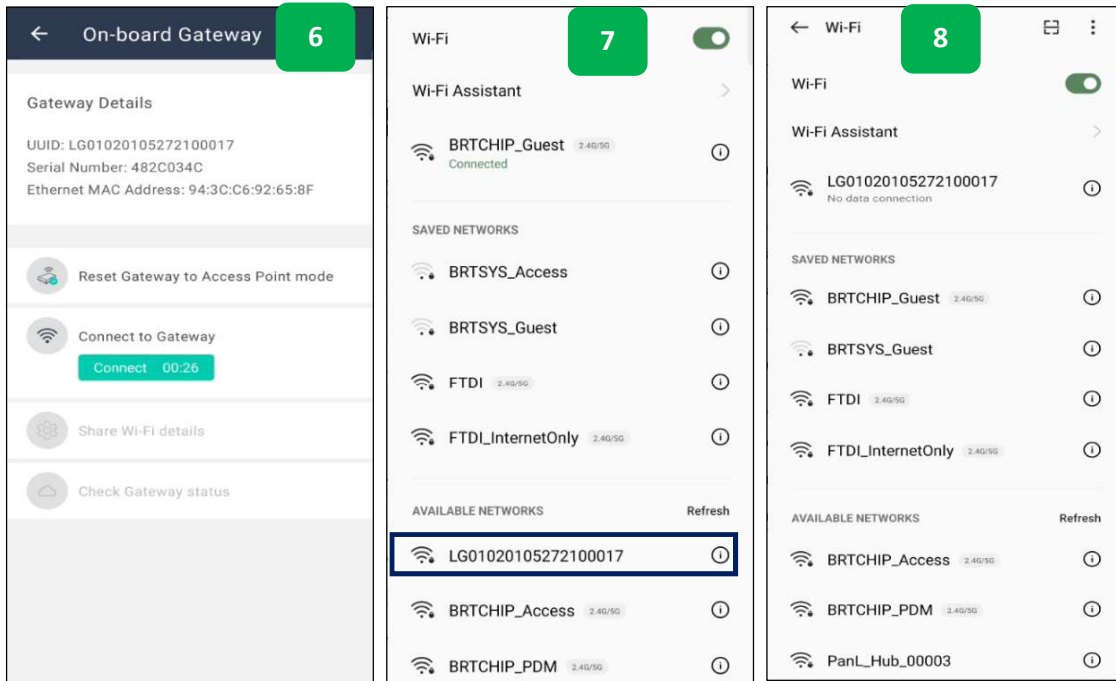 ← On-board Gateway
6
Gateway Details
UUID: LG01020105272100017
Serial Number: 482C034C
Ethernet MAC Address: 94:3C:C6:92:65:8F
Reset Gateway to Access Point mode
Connect to Gateway
Connect 00:26
Share Wi-Fi details
Check Gateway status
7
Wi-Fi
Wi-Fi Assistant
BRTCHIP_Guest 2.4G/5G
Connected
SAVED NETWORKS
BRTSYS_Access
BRTSYS_Guest
FTDI 2.4G/5G
FTDI_InternetOnly 2.4G/5G
AVAILABLE NETWORKS Refresh
LG01020105272100017
BRTCHIP_Access 2.4G/5G
BRTCHIP_PDM 2.4G/5G
← Wi-Fi
8
Wi-Fi
Wi-Fi Assistant
LG01020105272100017
No data connection
SAVED NETWORKS
BRTCHIP_Guest 2.4G/5G
BRTSYS_Guest
FTDI 2.4G/5G
FTDI_InternetOnly 2.4G/5G
AVAILABLE NETWORKS Refresh
BRTCHIP_Access 2.4G/5G
BRTCHIP_PDM 2.4G/5G
PanL_Hub_00003